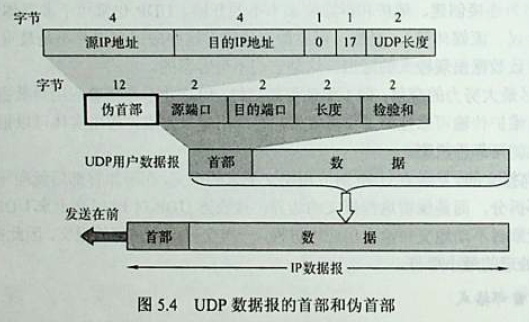 字节 4 4 1 1 2
源IP地址 目的IP地址 0 17 UDP长度
字节 12 2 2 2 2
伪首部 源端口 目的端口 长度 检验和
UDP用户数据报 首部 数 据
发送在前
首部 数 据
IP数据报
图 5.4 UDP 数据报的首部和伪首部